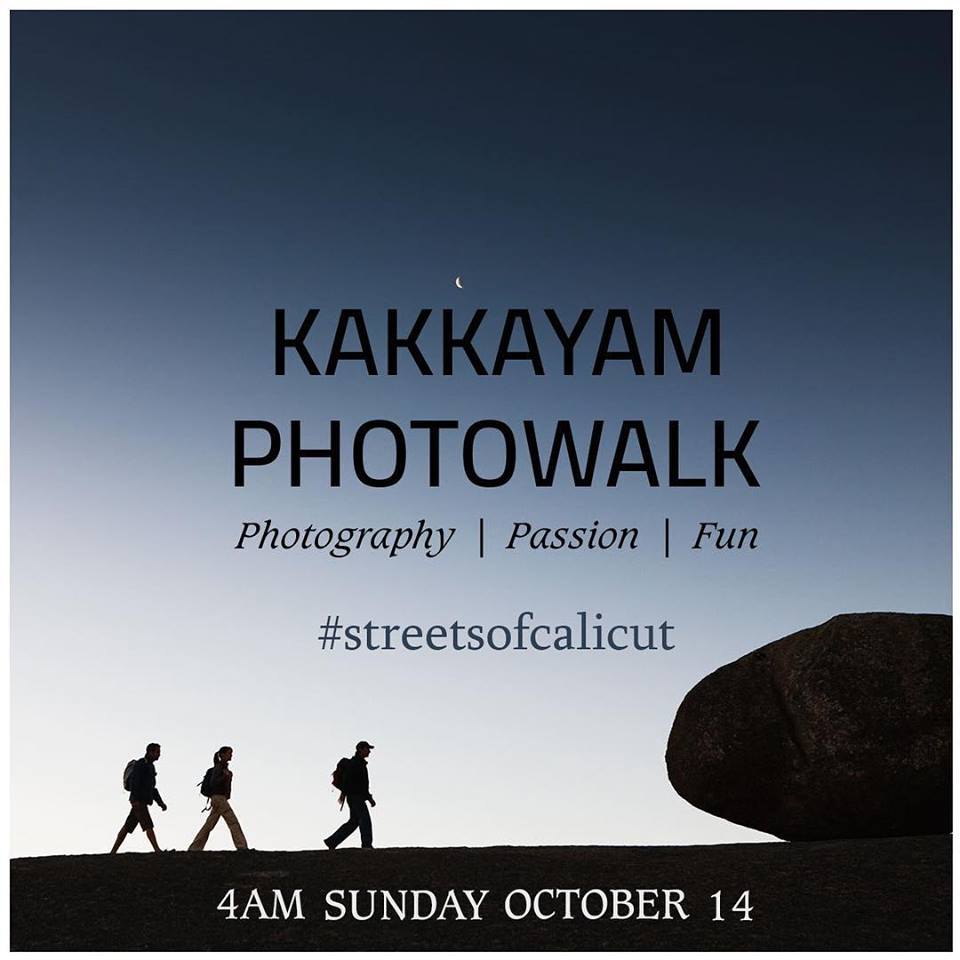 KAKKAYAM
PHOTOWALK
Photography | Passion | Fun
#streetsofcalicut
4AM SUNDAY OCTOBER 14